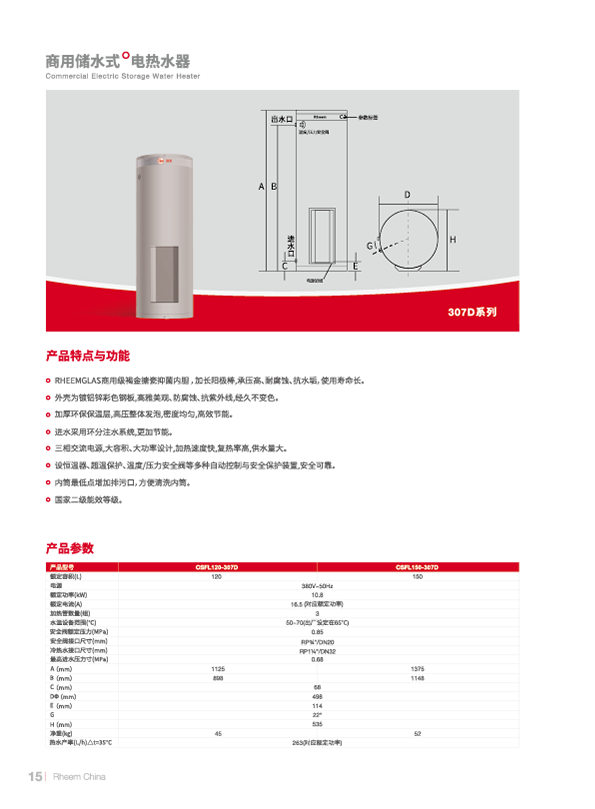 商用储水式 电热水器
Commercial Electric Storage Water Heater
出水口
Rheem
C
参数标签
温度/压力安全阀
A
B
D
进水口
G
H
C
E
307D系列
产品特点与功能
RHEEMGLAS商用级褐金搪瓷抑菌内胆，加长阳极棒,承压高、耐腐蚀、抗水垢，使用寿命长。
外壳为镀铝锌彩色钢板,高雅美观、防腐蚀、抗紫外线,经久不变色。
加厚环保保温层,高压整体发泡,密度均匀,高效节能。
进水采用环分注水系统,更加节能。
三相交流电源,大容积、大功率设计,加热速度快,复热率高,供水量大。
设恒温器、超温保护、温度/压力安全阀等多种自动控制与安全保护装置,安全可靠。
内筒最低点增加排污口，方便清洗内筒。
国家二级能效等级。
产品参数
产品型号 CSFL120-307D CSFL150-307D
额定容积(L) 120 150
电源 380V~50Hz
额定功率(kW) 10.8
额定电流(A) 16.5 (对应额定功率)
加热管数量(组) 3
水温设备范围(℃) 50~70(出厂设定在65℃)
安全阀额定压力(MPa) 0.85
安全阀接口尺寸(mm) RP¾"/DN20
冷热水接口尺寸(mm) RP1¼"/DN32
最高进水压力(MPa) 0.68
A (mm) 1125 1375
B (mm) 898 1148
C (mm) 68
DΦ (mm) 498
E (mm) 114
G 22°
H (mm) 535
净重(kg) 45 52
热水产率(L/h)△t=35℃ 263(对应额定功率)
15 | Rheem China